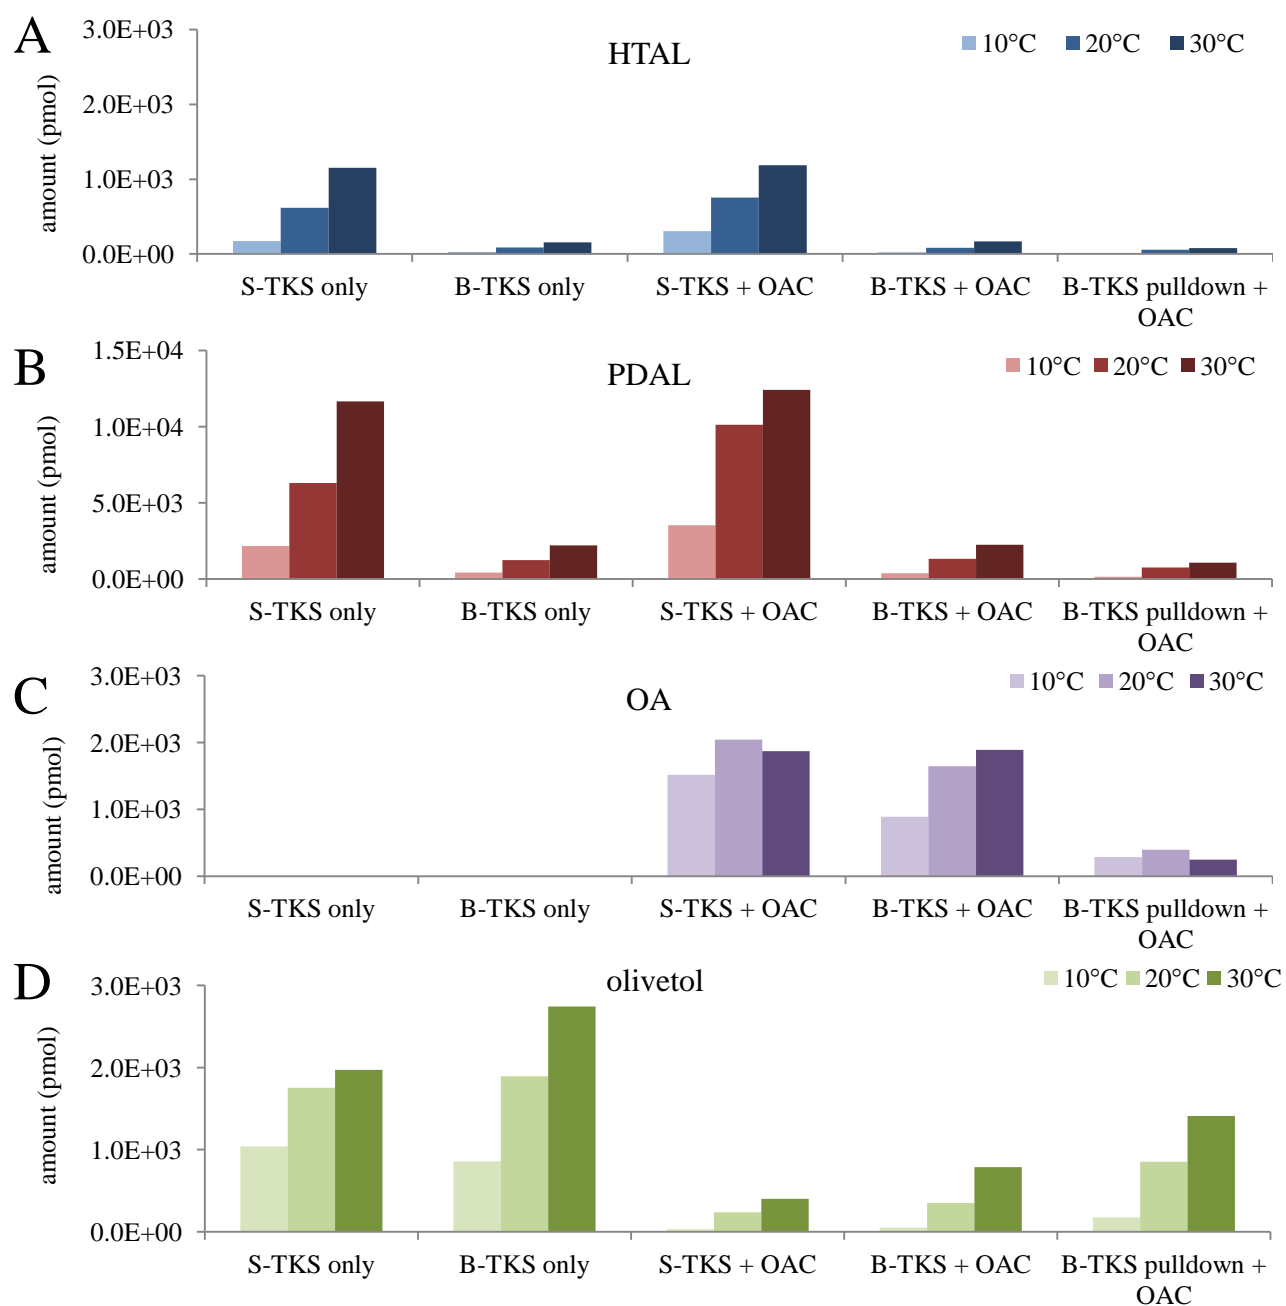 A
HTAL
10°C 20°C 30°C
amount (pmol)
3.0E+03
2.0E+03
1.0E+03
0.0E+00
S-TKS only B-TKS only S-TKS + OAC B-TKS + OAC B-TKS pulldown +
OAC
B
PDAL
10°C 20°C 30°C
amount (pmol)
1.5E+04
1.0E+04
5.0E+03
0.0E+00
S-TKS only B-TKS only S-TKS + OAC B-TKS + OAC B-TKS pulldown +
OAC
C
OA
10°C 20°C 30°C
amount (pmol)
3.0E+03
2.0E+03
1.0E+03
0.0E+00
S-TKS only B-TKS only S-TKS + OAC B-TKS + OAC B-TKS pulldown +
OAC
D
olivetol
10°C 20°C 30°C
amount (pmol)
3.0E+03
2.0E+03
1.0E+03
0.0E+00
S-TKS only B-TKS only S-TKS + OAC B-TKS + OAC B-TKS pulldown +
OAC